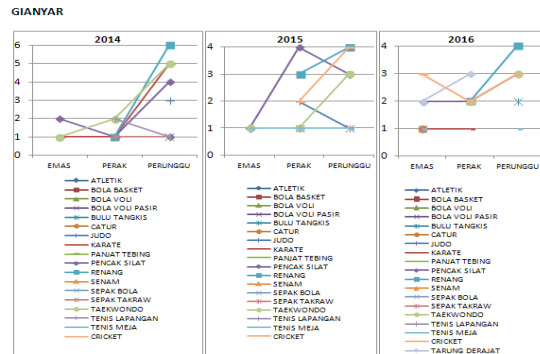 GIANYAR
2014
6
5
4
3
2
1
0
EMAS PERAK PERUNGGU
ATLETIK
BOLA BASKET
BOLA VOLI
BOLA VOLI PASIR
BULU TANGKIS
CATUR
JUDO
KARATE
PANJAT TEBING
PENCAK SILAT
RENANG
SENAM
SEPAK BOLA
SEPAK TAKRAW
TAEKWONDO
TENIS LAPANGAN
TENIS MEJA
CRICKET
2015
4
3
2
1
0
EMAS PERAK PERUNGGU
ATLETIK
BOLA BASKET
BOLA VOLI
BOLA VOLI PASIR
BULU TANGKIS
CATUR
JUDO
KARATE
PANJAT TEBING
PENCAK SILAT
RENANG
SENAM
SEPAK BOLA
SEPAK TAKRAW
TAEKWONDO
TENIS LAPANGAN
TENIS MEJA
CRICKET
2016
4
3
2
1
0
EMAS PERAK PERUNGGU
ATLETIK
BOLA BASKET
BOLA VOLI
BOLA VOLI PASIR
BULU TANGKIS
CATUR
JUDO
KARATE
PANJAT TEBING
PENCAK SILAT
RENANG
SENAM
SEPAK BOLA
SEPAK TAKRAW
TAEKWONDO
TENIS LAPANGAN
TENIS MEJA
CRICKET
TARUNG DERAJAT